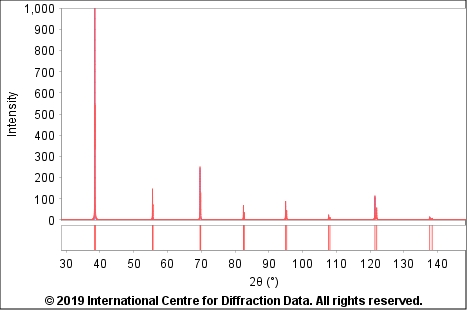 1,000
900
800
700
600
500
400
300
200
100
0
Intensity
30 40 50 60 70 80 90 100 110 120 130 140
2θ (°)
© 2019 International Centre for Diffraction Data. All rights reserved.